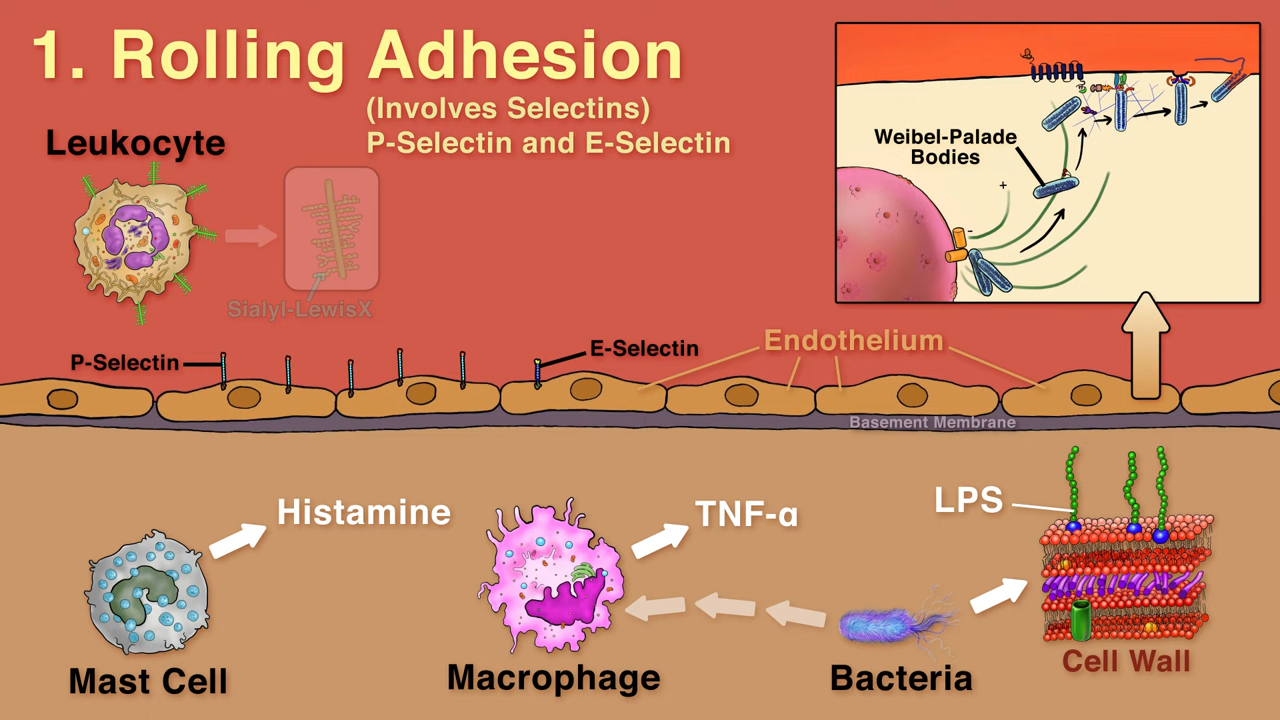 1. Rolling Adhesion
(Involves Selectins)
P-Selectin and E-Selectin
Leukocyte
Sialyl-LewisX
Weibel-Palade
Bodies
+
-
P-Selectin
E-Selectin
Endothelium
Basement Membrane
Histamine
TNF-α
LPS
Mast Cell
Macrophage
Bacteria
Cell Wall